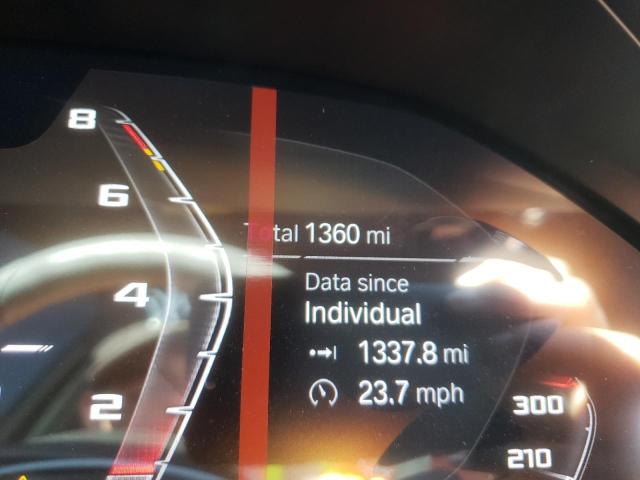 8
6
4
2
Total 1360 mi
Data since
Individual
1337.8 mi
23.7 mph
300
210